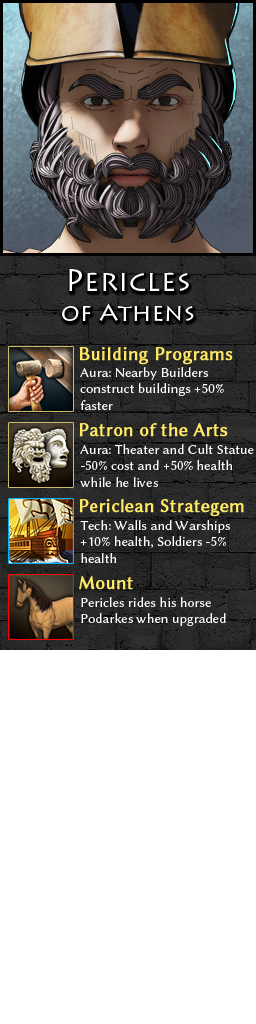 Pericles
of Athens
Building Programs
Aura: Nearby Builders
construct buildings +50%
faster
Patron of the Arts
Aura: Theater and Cult Statue
-50% cost and +50% health
while he lives
Periclean Strategem
Tech: Walls and Warships
+10% health, Soldiers -5%
health
Mount
Pericles rides his horse
Podarkes when upgraded